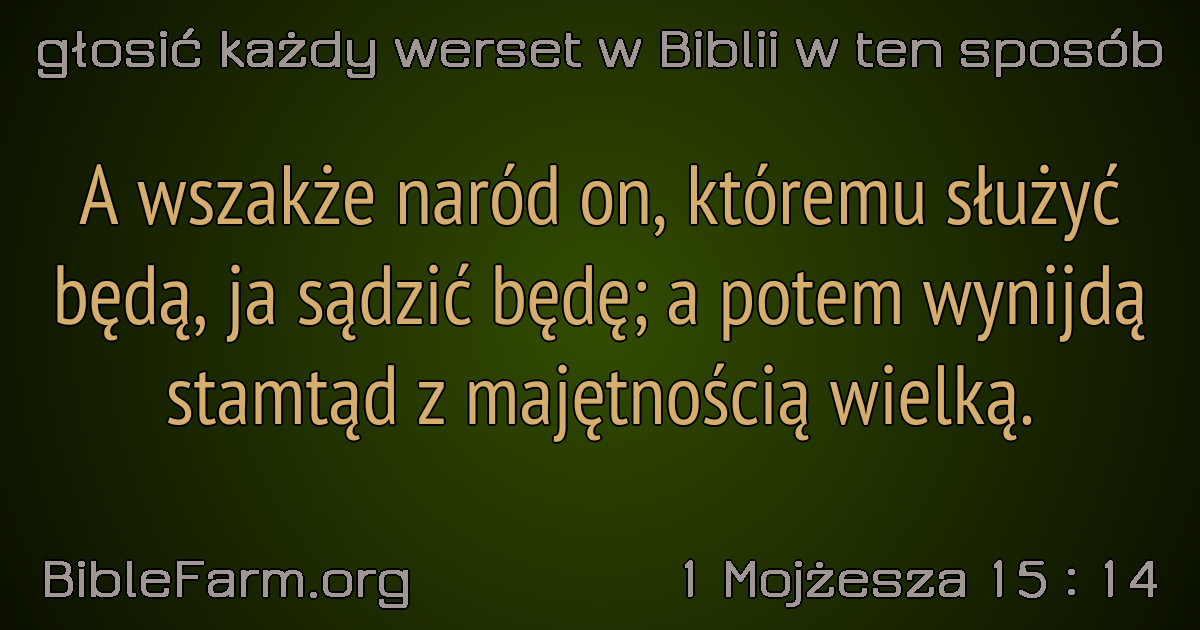 głosić każdy werset w Biblii w ten sposób
A wszakże naród on, któremu służyć
będą, ja sądzić będę; a potem wynijdą
stamtąd z majętnością wielką.
BibleFarm.org
1 Mojżesza 15 : 14